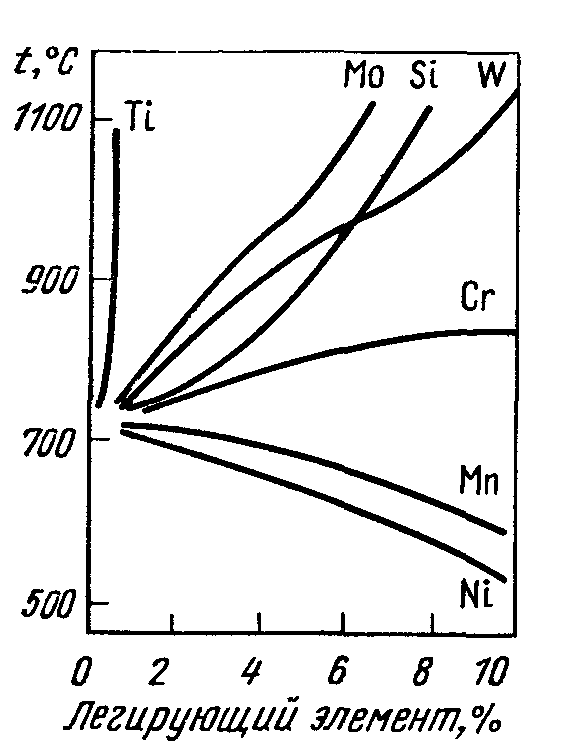 t,°C
Mo Si W
1100 Ti
900
Cr
700
Mn
Ni
500
0 2 4 6 8 10
Легирующий элемент,%